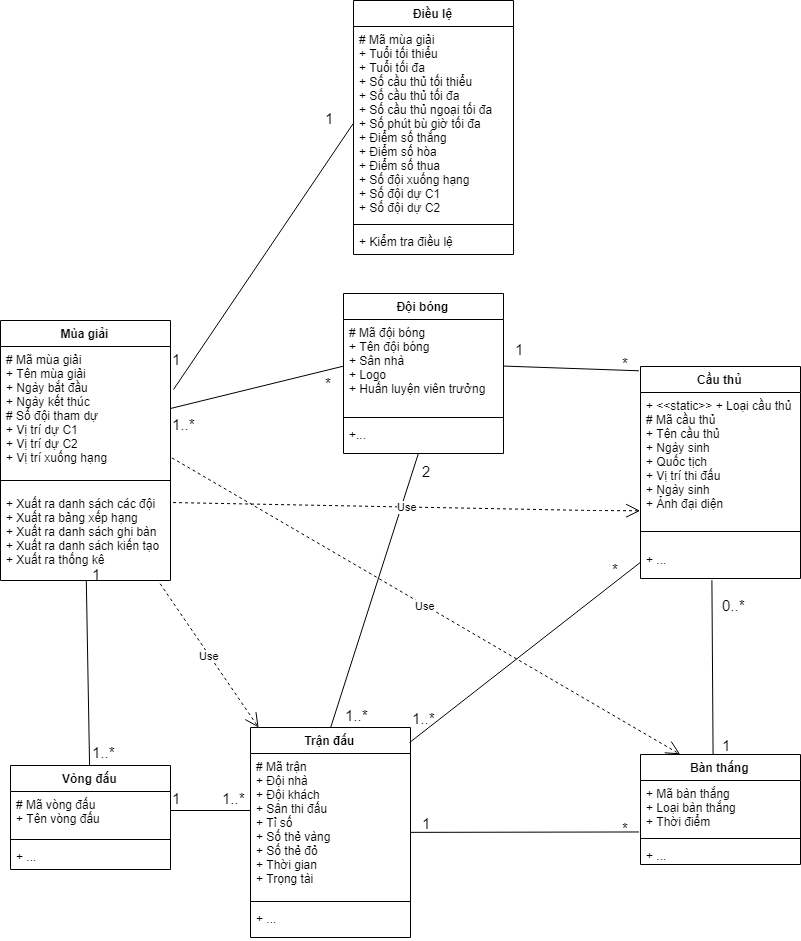 Điều lệ
# Mã mùa giải
+ Tuổi tối thiểu
+ Tuổi tối đa
+ Số cầu thủ tối thiểu
+ Số cầu thủ tối đa
+ Số cầu thủ ngoại tối đa
+ Số phút bù giờ tối đa
+ Điểm số thắng
+ Điểm số hòa
+ Điểm số thua
+ Số đội xuống hạng
+ Số đội dự C1
+ Số đội dự C2
+ Kiểm tra điều lệ
1
1
Mùa giải
# Mã mùa giải
+ Tên mùa giải
+ Ngày bắt đầu
+ Ngày kết thúc
# Số đội tham dự
+ Vị trí dự C1
+ Vị trí dự C2
+ Vị trí xuống hạng
+ Xuất ra danh sách các đội
+ Xuất ra bảng xếp hạng
+ Xuất ra danh sách ghi bàn
+ Xuất ra danh sách kiến tạo
+ Xuất ra thống kê
1..*
*
Đội bóng
# Mã đội bóng
+ Tên đội bóng
+ Sân nhà
+ Logo
+ Huấn luyện viên trưởng
+...
1
*
Cầu thủ
+ <<static>> + Loại cầu thủ
# Mã cầu thủ
+ Tên cầu thủ
+ Ngày sinh
+ Quốc tịch
+ Vị trí thi đấu
+ Ngày sinh
+ Ảnh đại diện
+ ...
2
Use
Use
Use
1
1..*
1..*
1..*
*
0..*
1
Vòng đấu
# Mã vòng đấu
+ Tên vòng đấu
+ ...
1
1..*
Trận đấu
# Mã trận
+ Đội nhà
+ Đội khách
+ Sân thi đấu
+ Tỉ số
+ Số thẻ vàng
+ Số thẻ đỏ
+ Thời gian
+ Trọng tài
+ ...
1
*
Bàn thắng
+ Mã bàn thắng
+ Loại bàn thắng
+ Thời điểm
+ ...